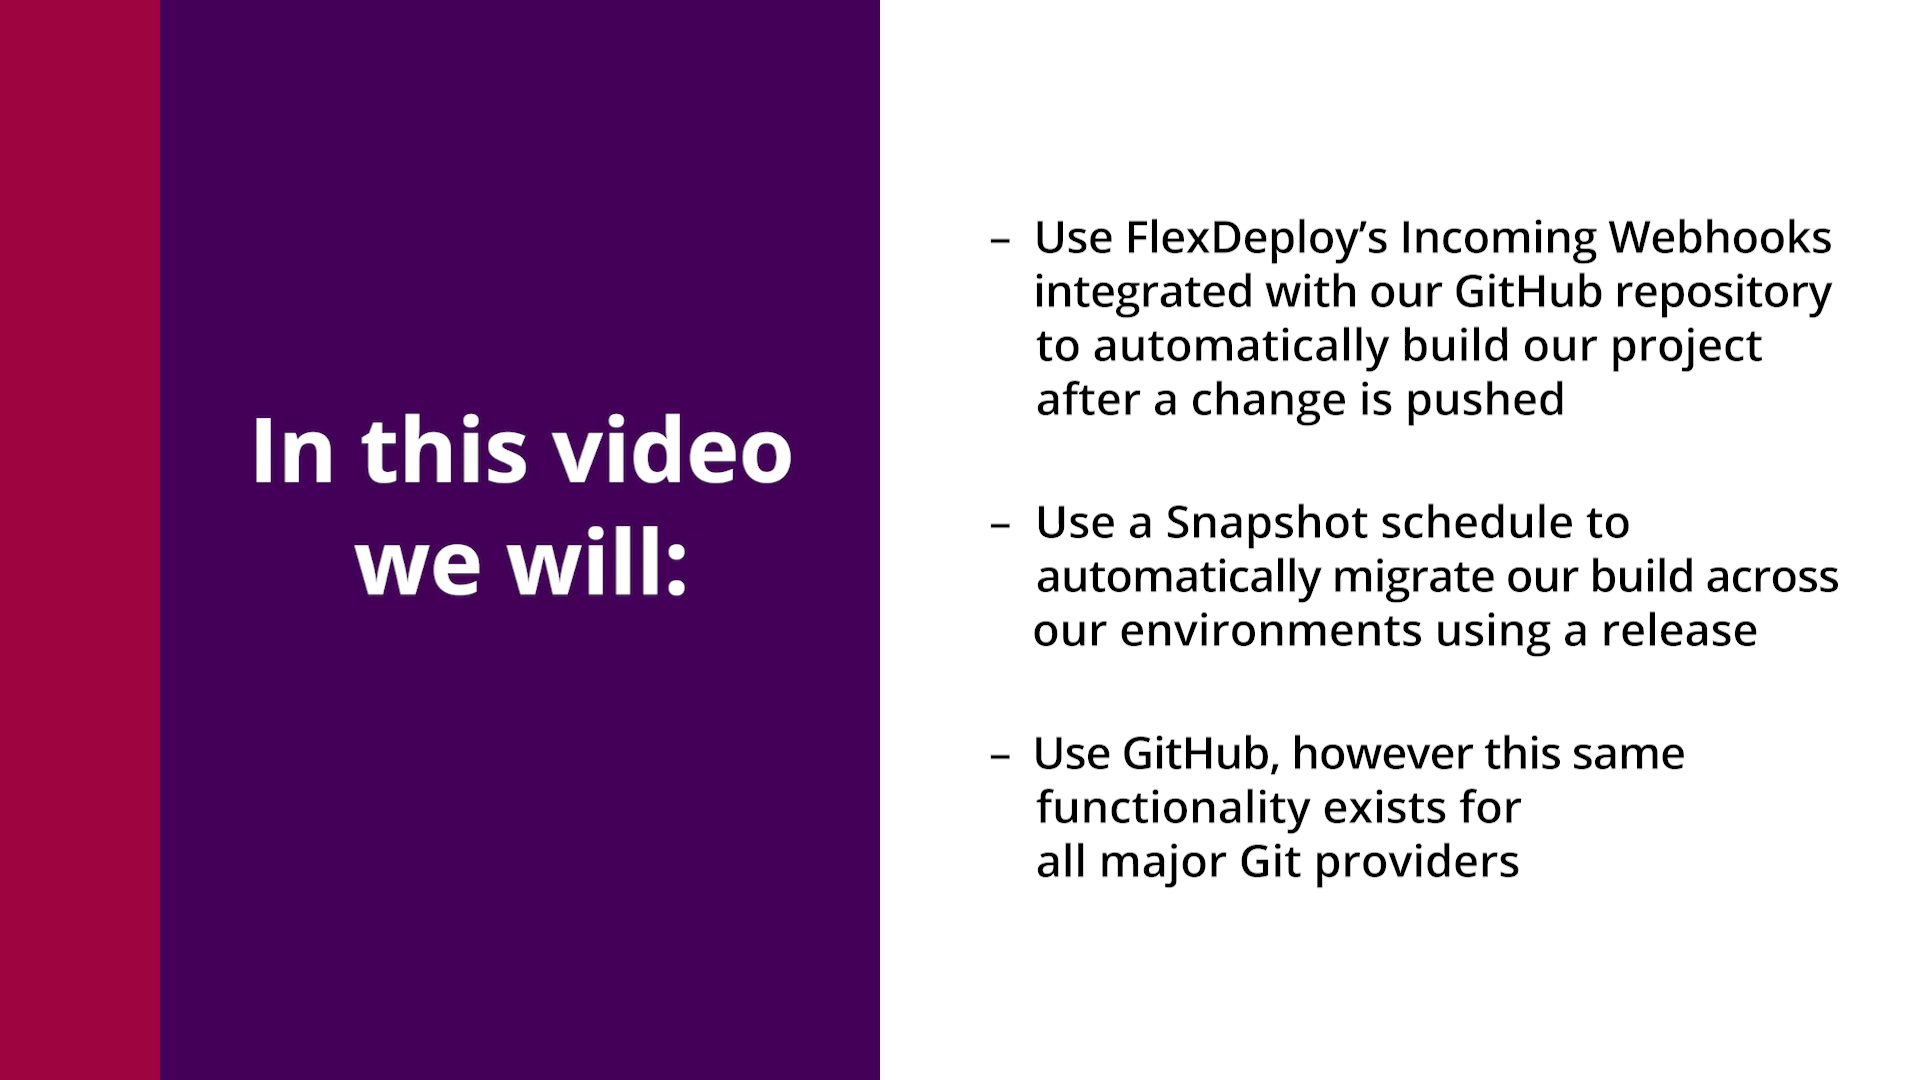 In this video
we will:
– Use FlexDeploy’s Incoming Webhooks
integrated with our GitHub repository
to automatically build our project
after a change is pushed
– Use a Snapshot schedule to
automatically migrate our build across
our environments using a release
– Use GitHub, however this same
functionality exists for
all major Git providers